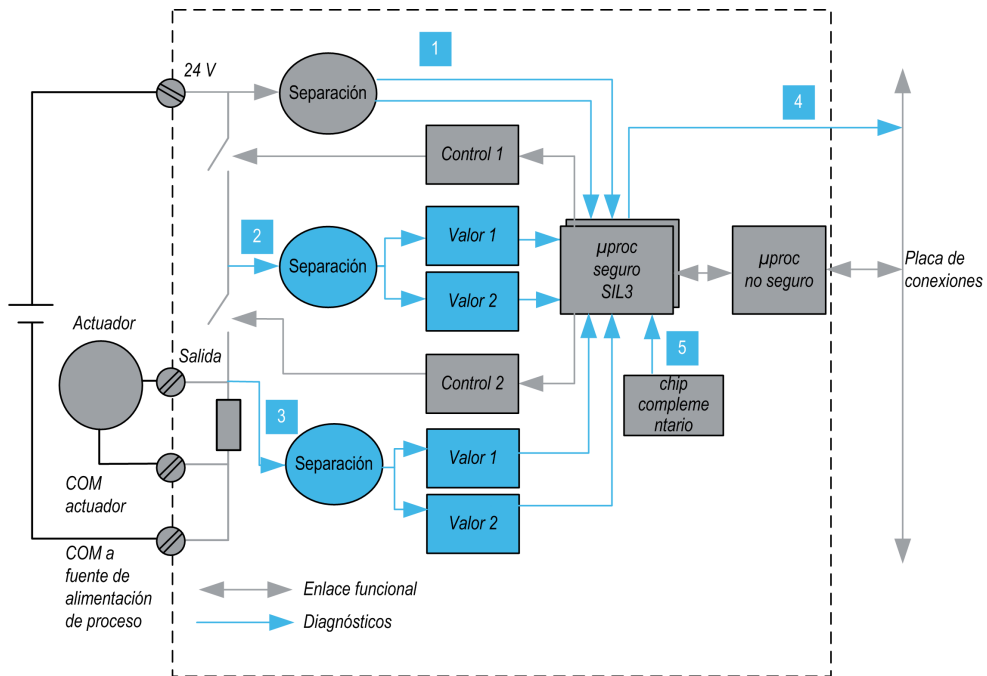 1
24 V
Separación
4
Control 1
2
Separación
Valor 1
Valor 2
µproc
seguro
SIL3
µproc
no seguro
Placa de
conexiones
Actuador
Salida
Control 2
5
chip
compleme
ntario
3
Separación
Valor 1
Valor 2
COM
actuador
COM a
fuente de
alimentación
de proceso
Enlace funcional
Diagnósticos